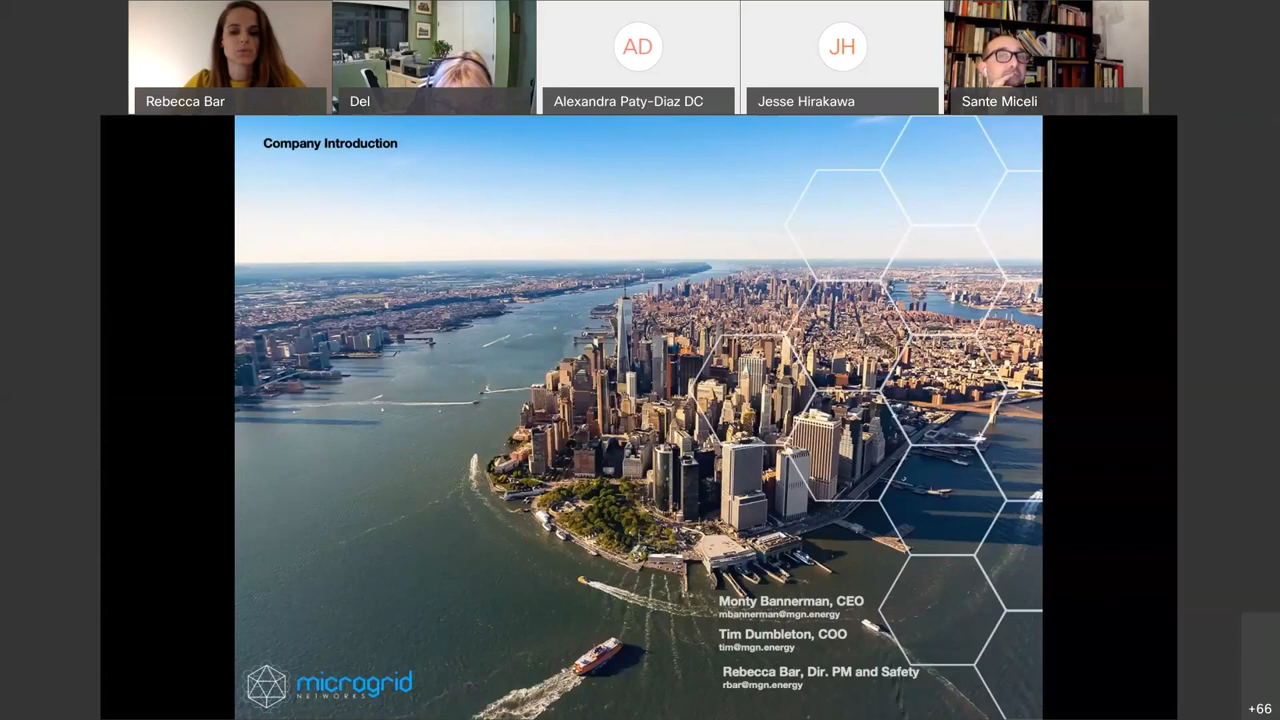 Rebecca Bar
Del
AD
Alexandra Paty-Diaz DC
JH
Jesse Hirakawa
Sante Miceli
Company Introduction
Monty Bannerman, CEO
mbannerman@mgn.energy
Tim Dumbleton, COO
tim@mgn.energy
Rebecca Bar, Dir. PM and Safety
rbar@mgn.energy
microgrid
NETWORKS
+66